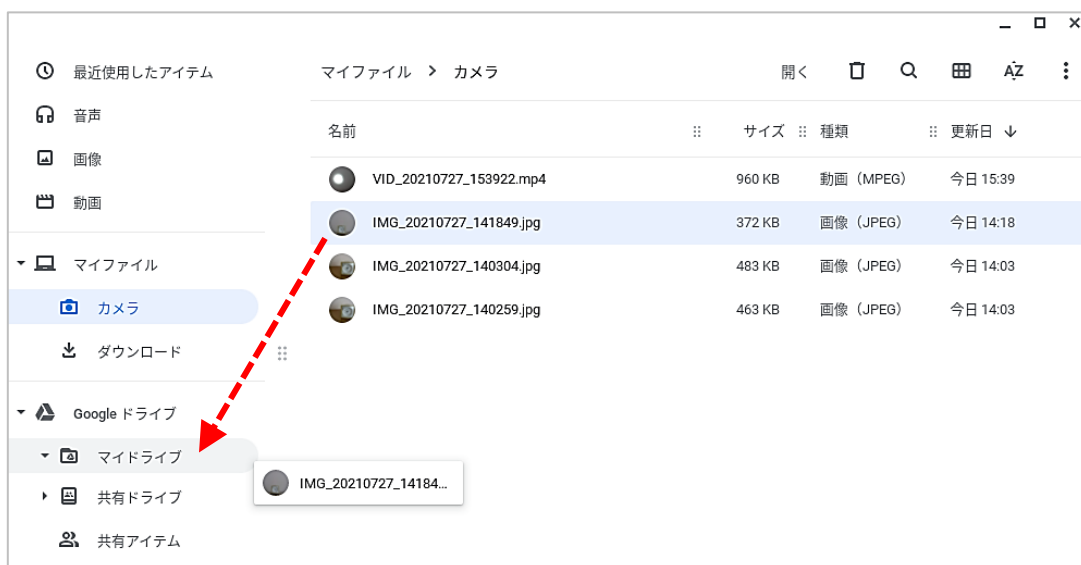 最近使用したアイテム
音声
画像
動画
マイファイル
カメラ
ダウンロード
Google ドライブ
マイドライブ
共有ドライブ
共有アイテム
マイファイル > カメラ
開く
AZ
名前 サイズ 種類 更新日
VID_20210727_153922.mp4 960 KB 動画（MPEG） 今日 15:39
IMG_20210727_141849.jpg 372 KB 画像（JPEG） 今日 14:18
IMG_20210727_140304.jpg 483 KB 画像（JPEG） 今日 14:03
IMG_20210727_140259.jpg 463 KB 画像（JPEG） 今日 14:03
IMG_20210727_14184...